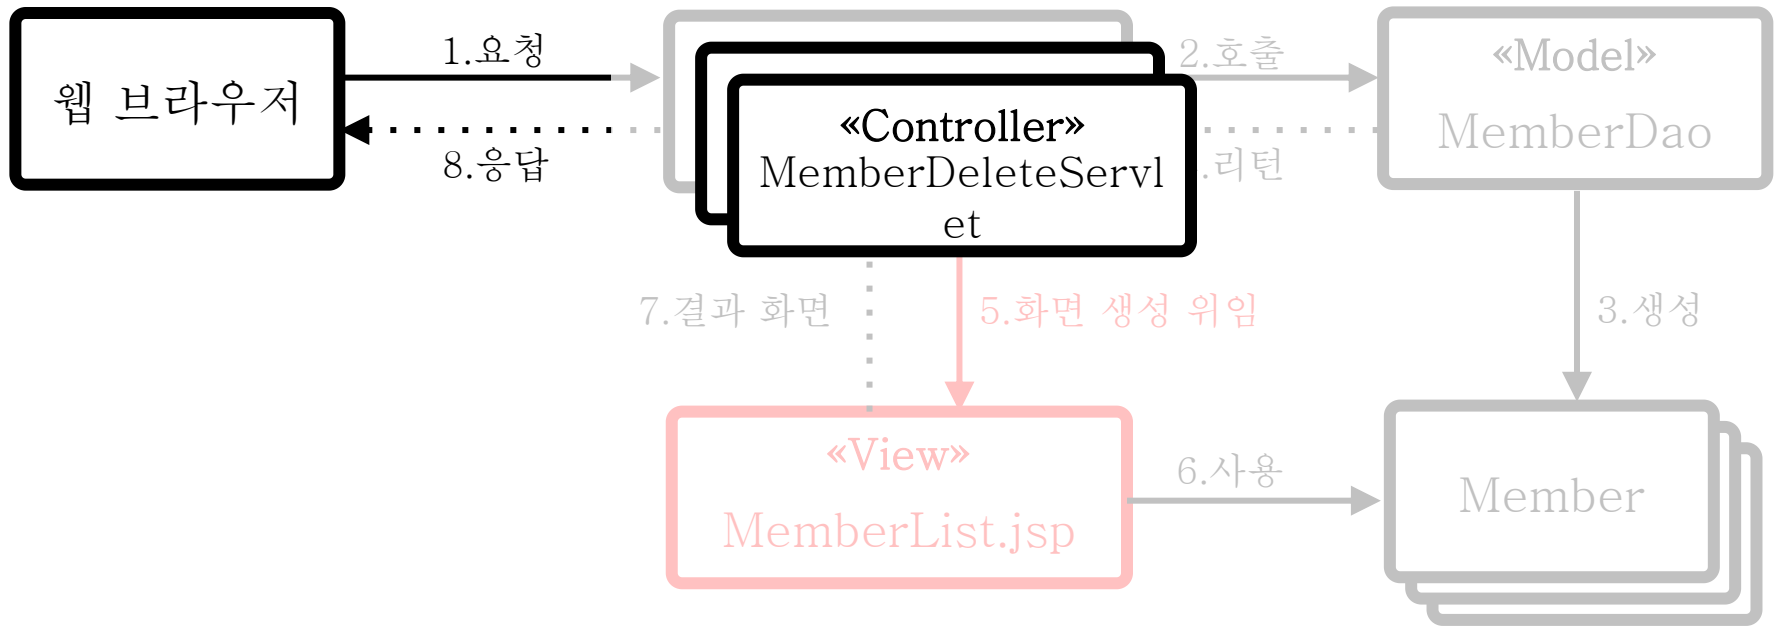 웹 브라우저
1.요청
8.응답
«Controller»
MemberDeleteServl
et
2.호출
.리턴
«Model»
MemberDao
7.결과 화면
5.화면 생성 위임
3.생성
«View»
MemberList.jsp
6.사용
Member